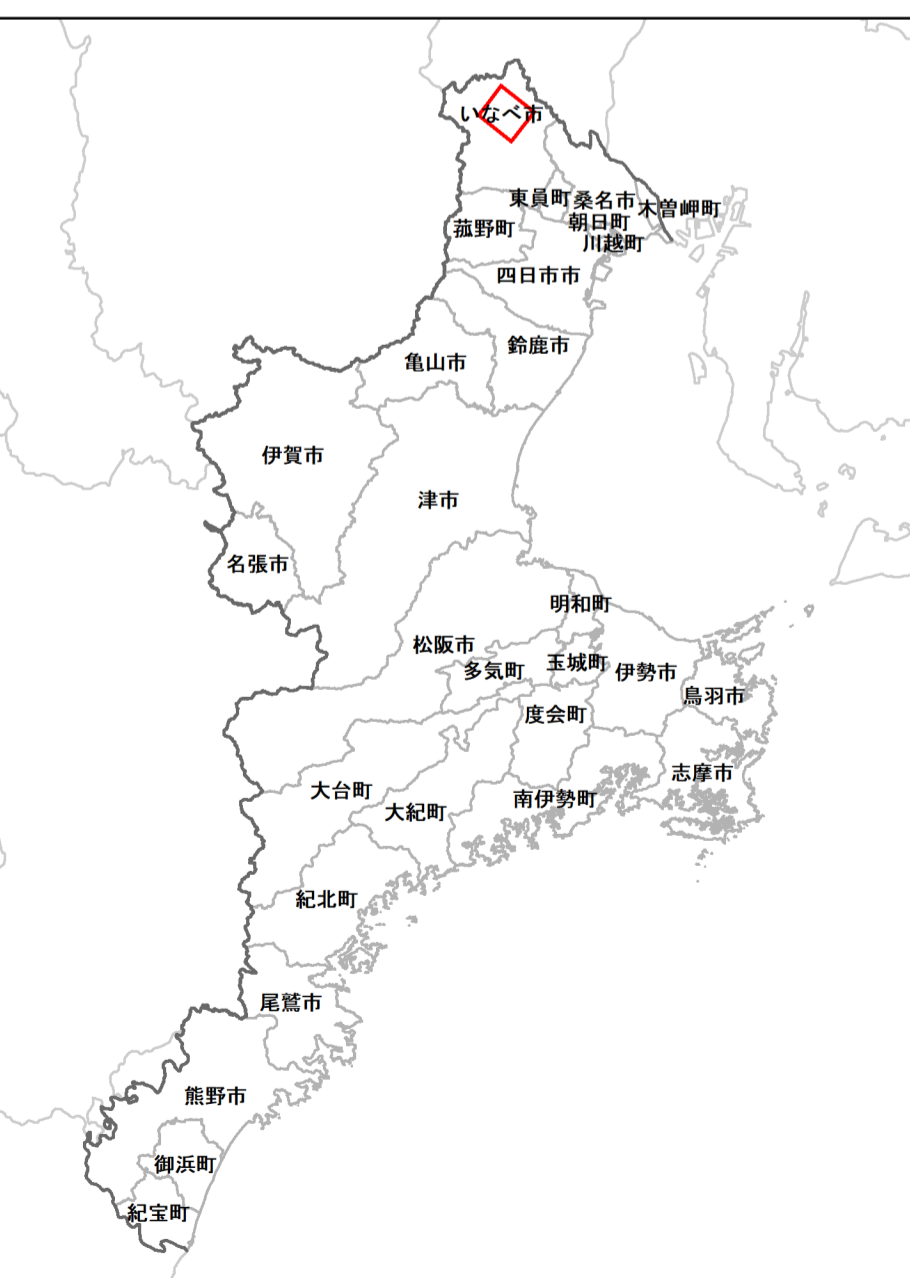 いなべ市
東員町
桑名市
木曽岬町
朝日町
菰野町
川越町
四日市市
鈴鹿市
亀山市
伊賀市
津市
名張市
明和町
松阪市
多気町
玉城町
伊勢市
鳥羽市
度会町
志摩市
大台町
南伊勢町
大紀町
紀北町
尾鷲市
熊野市
御浜町
紀宝町